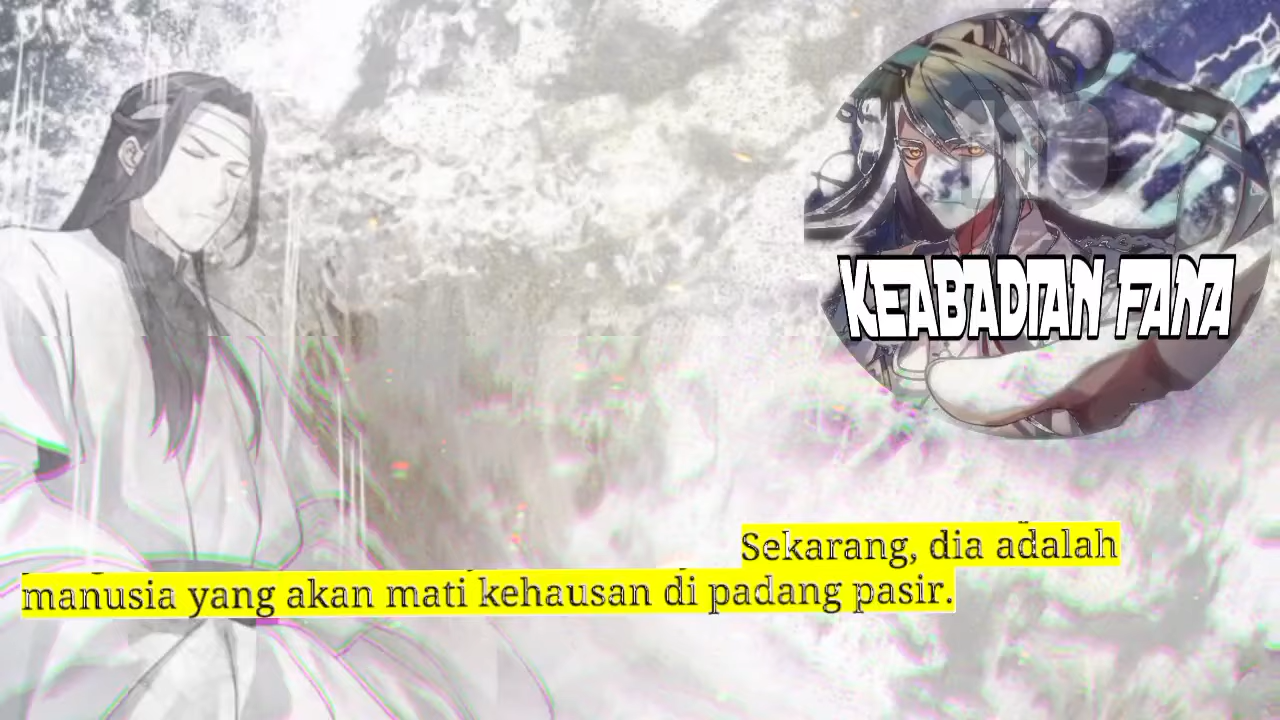 KEABADIAN FANA
Sekarang, dia adalah
manusia yang akan mati kehausan di padang pasir.